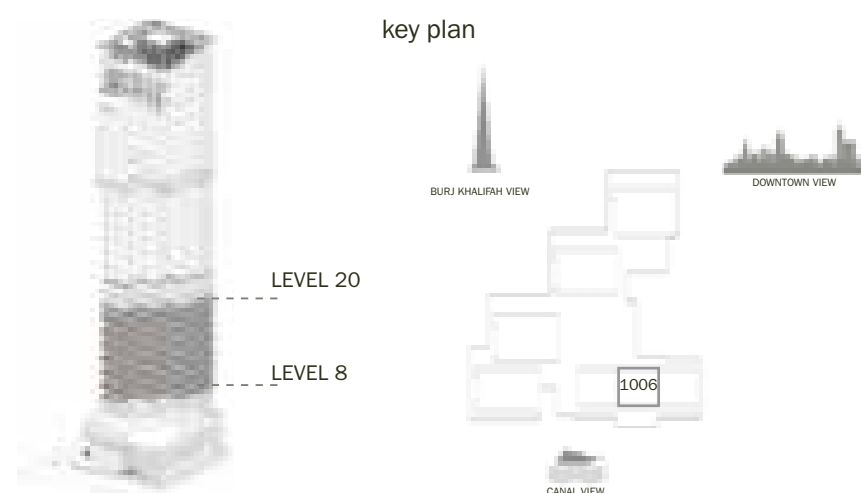 key plan
BURJ KHALIFAH VIEW
DOWNTOWN VIEW
LEVEL 20
LEVEL 8
1006
CANAL VIEW